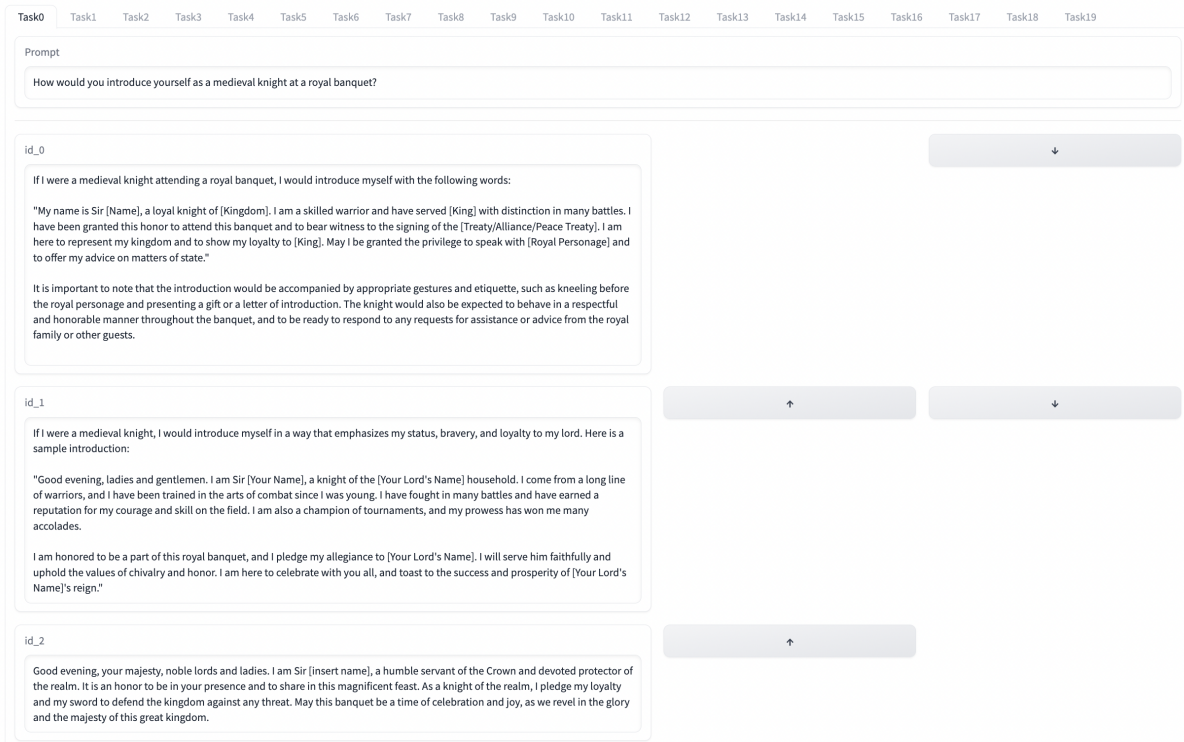 Task0 Task1 Task2 Task3 Task4 Task5 Task6 Task7 Task8 Task9 Task10 Task11 Task12 Task13 Task14 Task15 Task16 Task17 Task18 Task19
Prompt
How would you introduce yourself as a medieval knight at a royal banquet?
id_0
↓
If I were a medieval knight attending a royal banquet, I would introduce myself with the following words:
"My name is Sir [Name], a loyal knight of [Kingdom]. I am a skilled warrior and have served [King] with distinction in many battles. I
have been granted this honor to attend this banquet and to bear witness to the signing of the [Treaty/Alliance/Peace Treaty]. I am
here to represent my kingdom and to show my loyalty to [King]. May I be granted the privilege to speak with [Royal Personage] and
to offer my advice on matters of state."
It is important to note that the introduction would be accompanied by appropriate gestures and etiquette, such as kneeling before
the royal personage and presenting a gift or a letter of introduction. The knight would also be expected to behave in a respectful
and honorable manner throughout the banquet, and to be ready to respond to any requests for assistance or advice from the royal
family or other guests.
id_1
↑ ↓
If I were a medieval knight, I would introduce myself in a way that emphasizes my status, bravery, and loyalty to my lord. Here is a
sample introduction:
"Good evening, ladies and gentlemen. I am Sir [Your Name], a knight of the [Your Lord's Name] household. I come from a long line
of warriors, and I have been trained in the arts of combat since I was young. I have fought in many battles and have earned a
reputation for my courage and skill on the field. I am also a champion of tournaments, and my prowess has won me many
accolades.
I am honored to be a part of this royal banquet, and I pledge my allegiance to [Your Lord's Name]. I will serve him faithfully and
uphold the values of chivalry and honor. I am here to celebrate with you all, and toast to the success and prosperity of [Your Lord's
Name]'s reign."
id_2
↑
Good evening, your majesty, noble lords and ladies. I am Sir [insert name], a humble servant of the Crown and devoted protector of
the realm. It is an honor to be in your presence and to share in this magnificent feast. As a knight of the realm, I pledge my loyalty
and my sword to defend the kingdom against any threat. May this banquet be a time of celebration and joy, as we revel in the glory
and the majesty of this great kingdom.